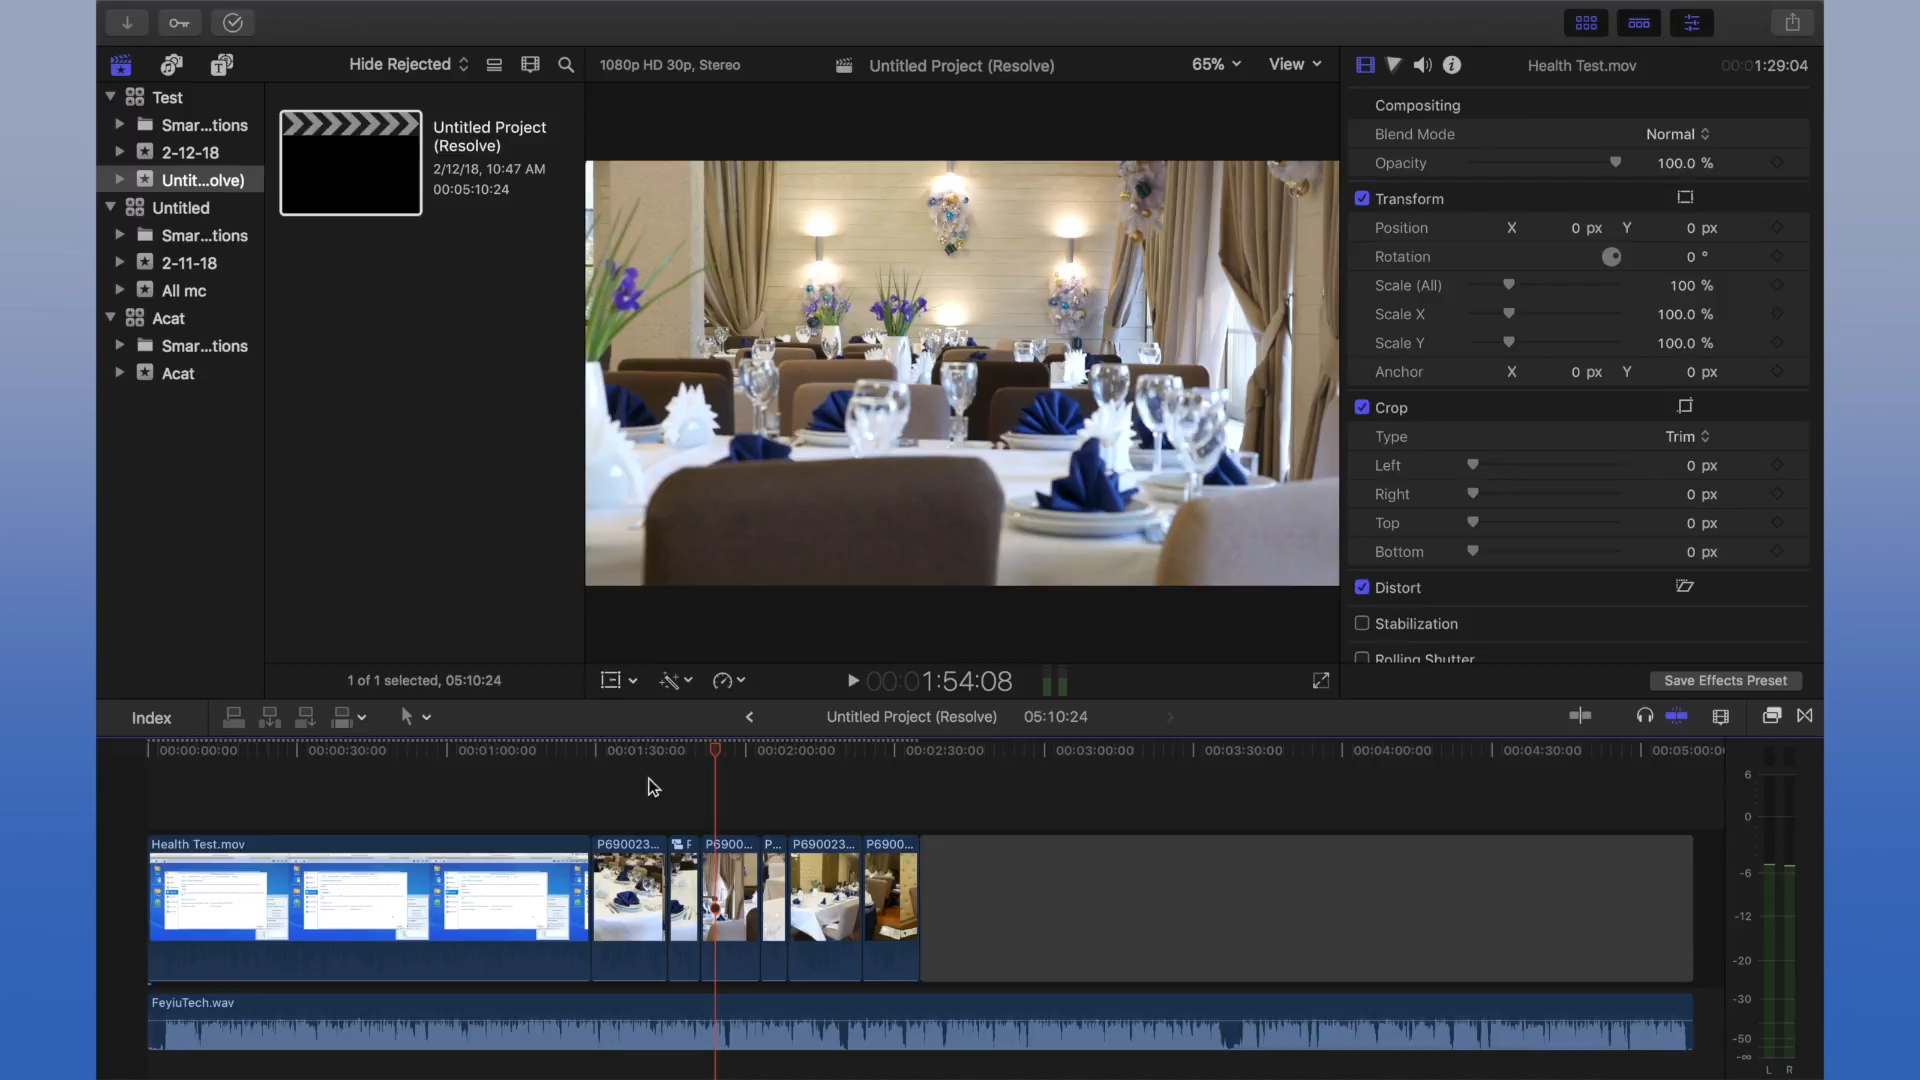 Hide Rejected
1080p HD 30p, Stereo
Untitled Project (Resolve)
65%
View
Health Test.mov
00:01:29:04
Test
Smar...tions
2-12-18
Untit...olve)
Untitled
Smar...tions
2-11-18
All mc
Acat
Smar...tions
Acat
Untitled Project
(Resolve)
2/12/18, 10:47 AM
00:05:10:24
1 of 1 selected, 05:10:24
00:01:54:08
Compositing
Blend Mode Normal
Opacity 100.0 %
Transform
Position X 0 px Y 0 px
Rotation 0 °
Scale (All) 100 %
Scale X 100.0 %
Scale Y 100.0 %
Anchor X 0 px Y 0 px
Crop
Type Trim
Left 0 px
Right 0 px
Top 0 px
Bottom 0 px
Distort
Stabilization
Rolling Shutter
Save Effects Preset
Index
Untitled Project (Resolve) 05:10:24
00:00:00:00 00:00:30:00 00:01:00:00 00:01:30:00 00:02:00:00 00:02:30:00 00:03:00:00 00:03:30:00 00:04:00:00 00:04:30:00 00:05:00:00
Health Test.mov P690023... P P6900... P... P690023... P6900...
FeyiuTech.wav
6
0
-6
-12
-20
-30
-50
-∞
L R